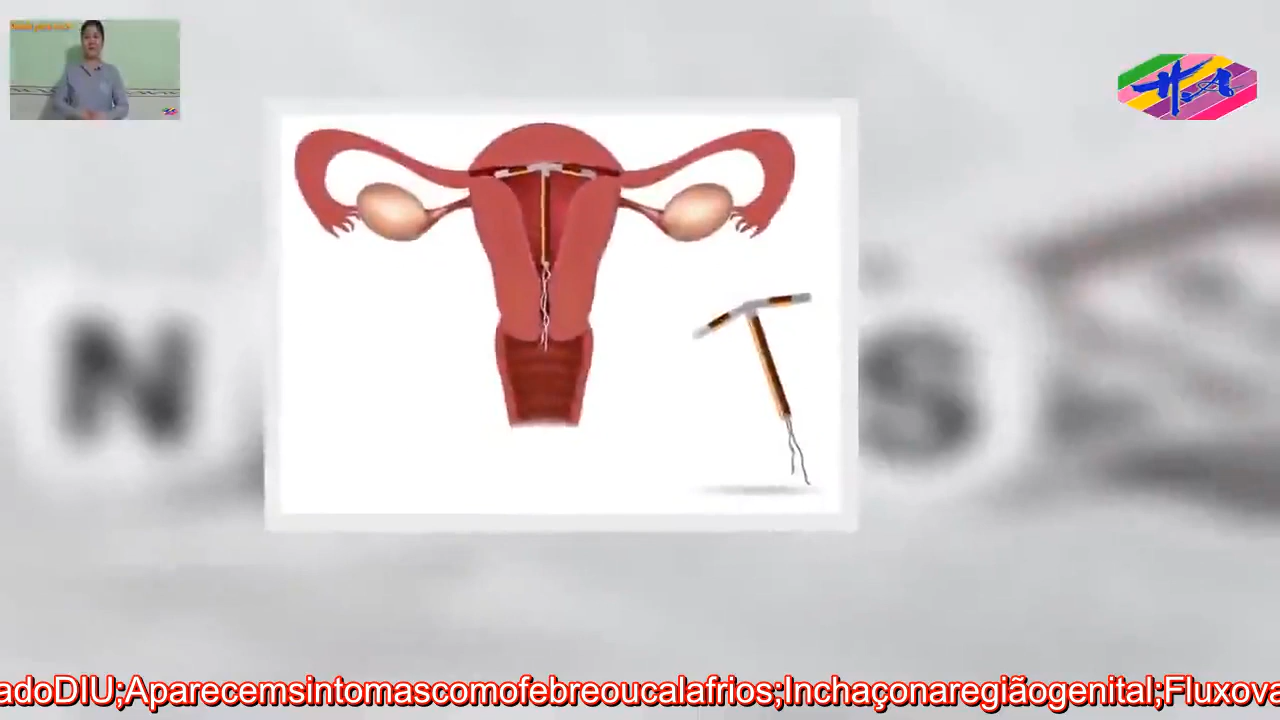 N
S
H.A
adoDIU;Aparecemsintomascomofebreoucalafrios;Inchaçonaregiãogenital;Fluxova